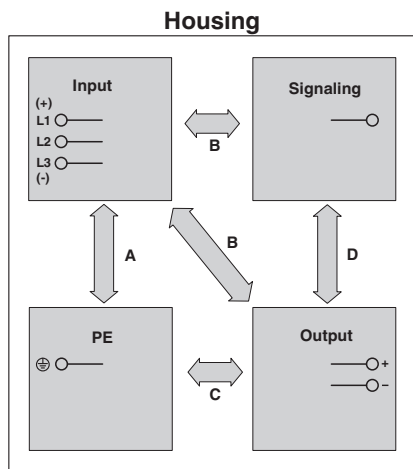 Housing
Input
(+)
L1
L2
L3
(-)
B
Signaling
A
B
D
PE
C
Output
+
–